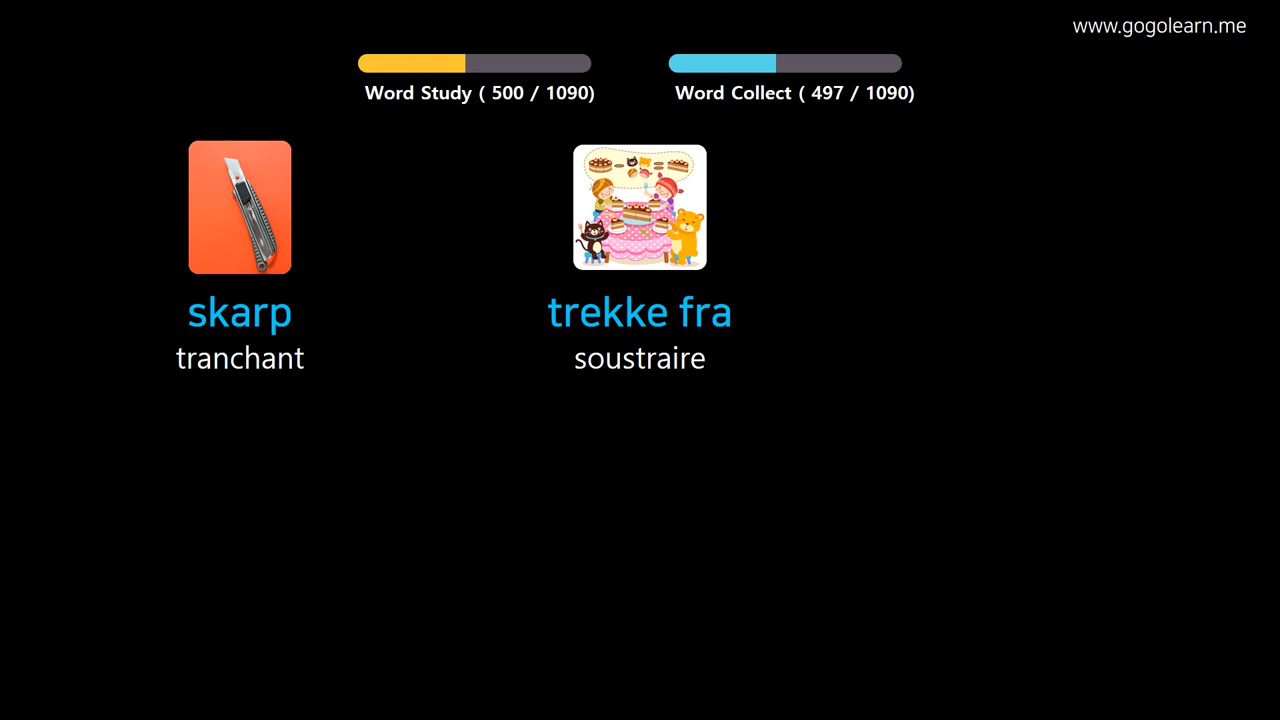 www.gogolearn.me
Word Study ( 500 / 1090)
Word Collect ( 497 / 1090)
skarp
tranchant
trekke fra
soustraire